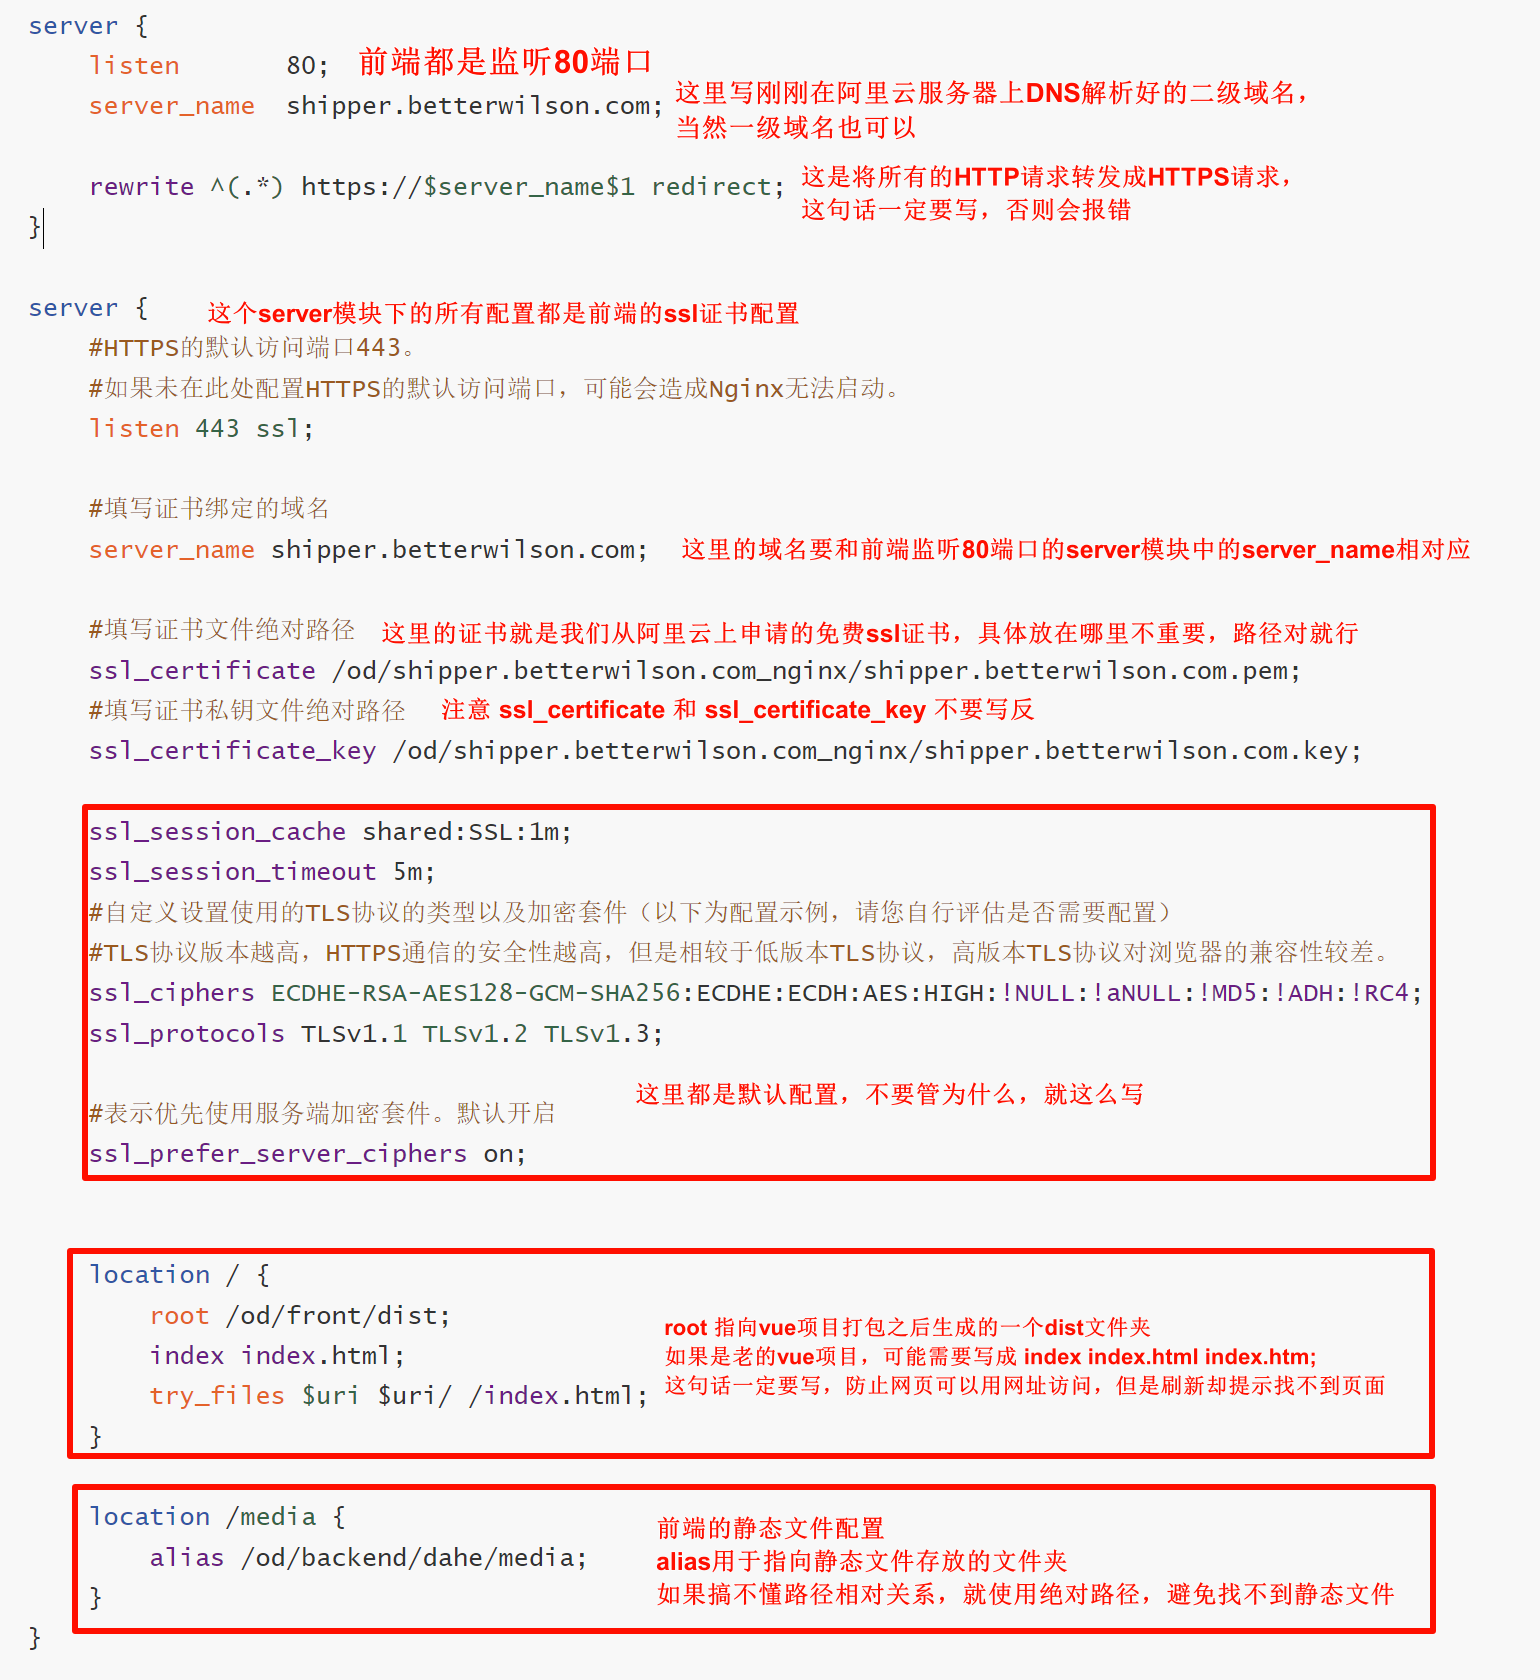 server {
listen 80; 前端都是监听80端口
server_name shipper.betterwilson.com; 这里写刚刚在阿里云服务器上DNS解析好的二级域名，
当然一级域名也可以
rewrite ^(.*) https://$server_name$1 redirect; 这是将所有的HTTP请求转发成HTTPS请求，
这句话一定要写，否则会报错
}
server { 这个server模块下的所有配置都是前端的ssl证书配置
#HTTPS的默认访问端口443。
#如果未在此处配置HTTPS的默认访问端口，可能会造成Nginx无法启动。
listen 443 ssl;
#填写证书绑定的域名
server_name shipper.betterwilson.com; 这里的域名要和前端监听80端口的server模块中的server_name相对应
#填写证书文件绝对路径 这里的证书就是我们从阿里云上申请的免费ssl证书，具体放在哪里不重要，路径对就行
ssl_certificate /od/shipper.betterwilson.com_nginx/shipper.betterwilson.com.pem;
#填写证书私钥文件绝对路径 注意 ssl_certificate 和 ssl_certificate_key 不要写反
ssl_certificate_key /od/shipper.betterwilson.com_nginx/shipper.betterwilson.com.key;
ssl_session_cache shared:SSL:1m;
ssl_session_timeout 5m;
#自定义设置使用的TLS协议的类型以及加密套件（以下为配置示例，请您自行评估是否需要配置）
#TLS协议版本越高，HTTPS通信的安全性越高，但是相较于低版本TLS协议，高版本TLS协议对浏览器的兼容性较差。
ssl_ciphers ECDHE-RSA-AES128-GCM-SHA256:ECDHE:ECDH:AES:HIGH:!NULL:!aNULL:!MD5:!ADH:!RC4;
ssl_protocols TLSv1.1 TLSv1.2 TLSv1.3;
这里都是默认配置，不要管为什么，就这么写
#表示优先使用服务端加密套件。默认开启
ssl_prefer_server_ciphers on;
location / {
root /od/front/dist;
root 指向vue项目打包之后生成的一个dist文件夹
index index.html;
如果是老的vue项目，可能需要写成 index index.html index.htm;
try_files $uri $uri/ /index.html;
这句话一定要写，防止网页可以用网址访问，但是刷新却提示找不到页面
}
location /media {
前端的静态文件配置
alias /od/backend/dahe/media;
alias用于指向静态文件存放的文件夹
}
如果搞不懂路径相对关系，就使用绝对路径，避免找不到静态文件
}